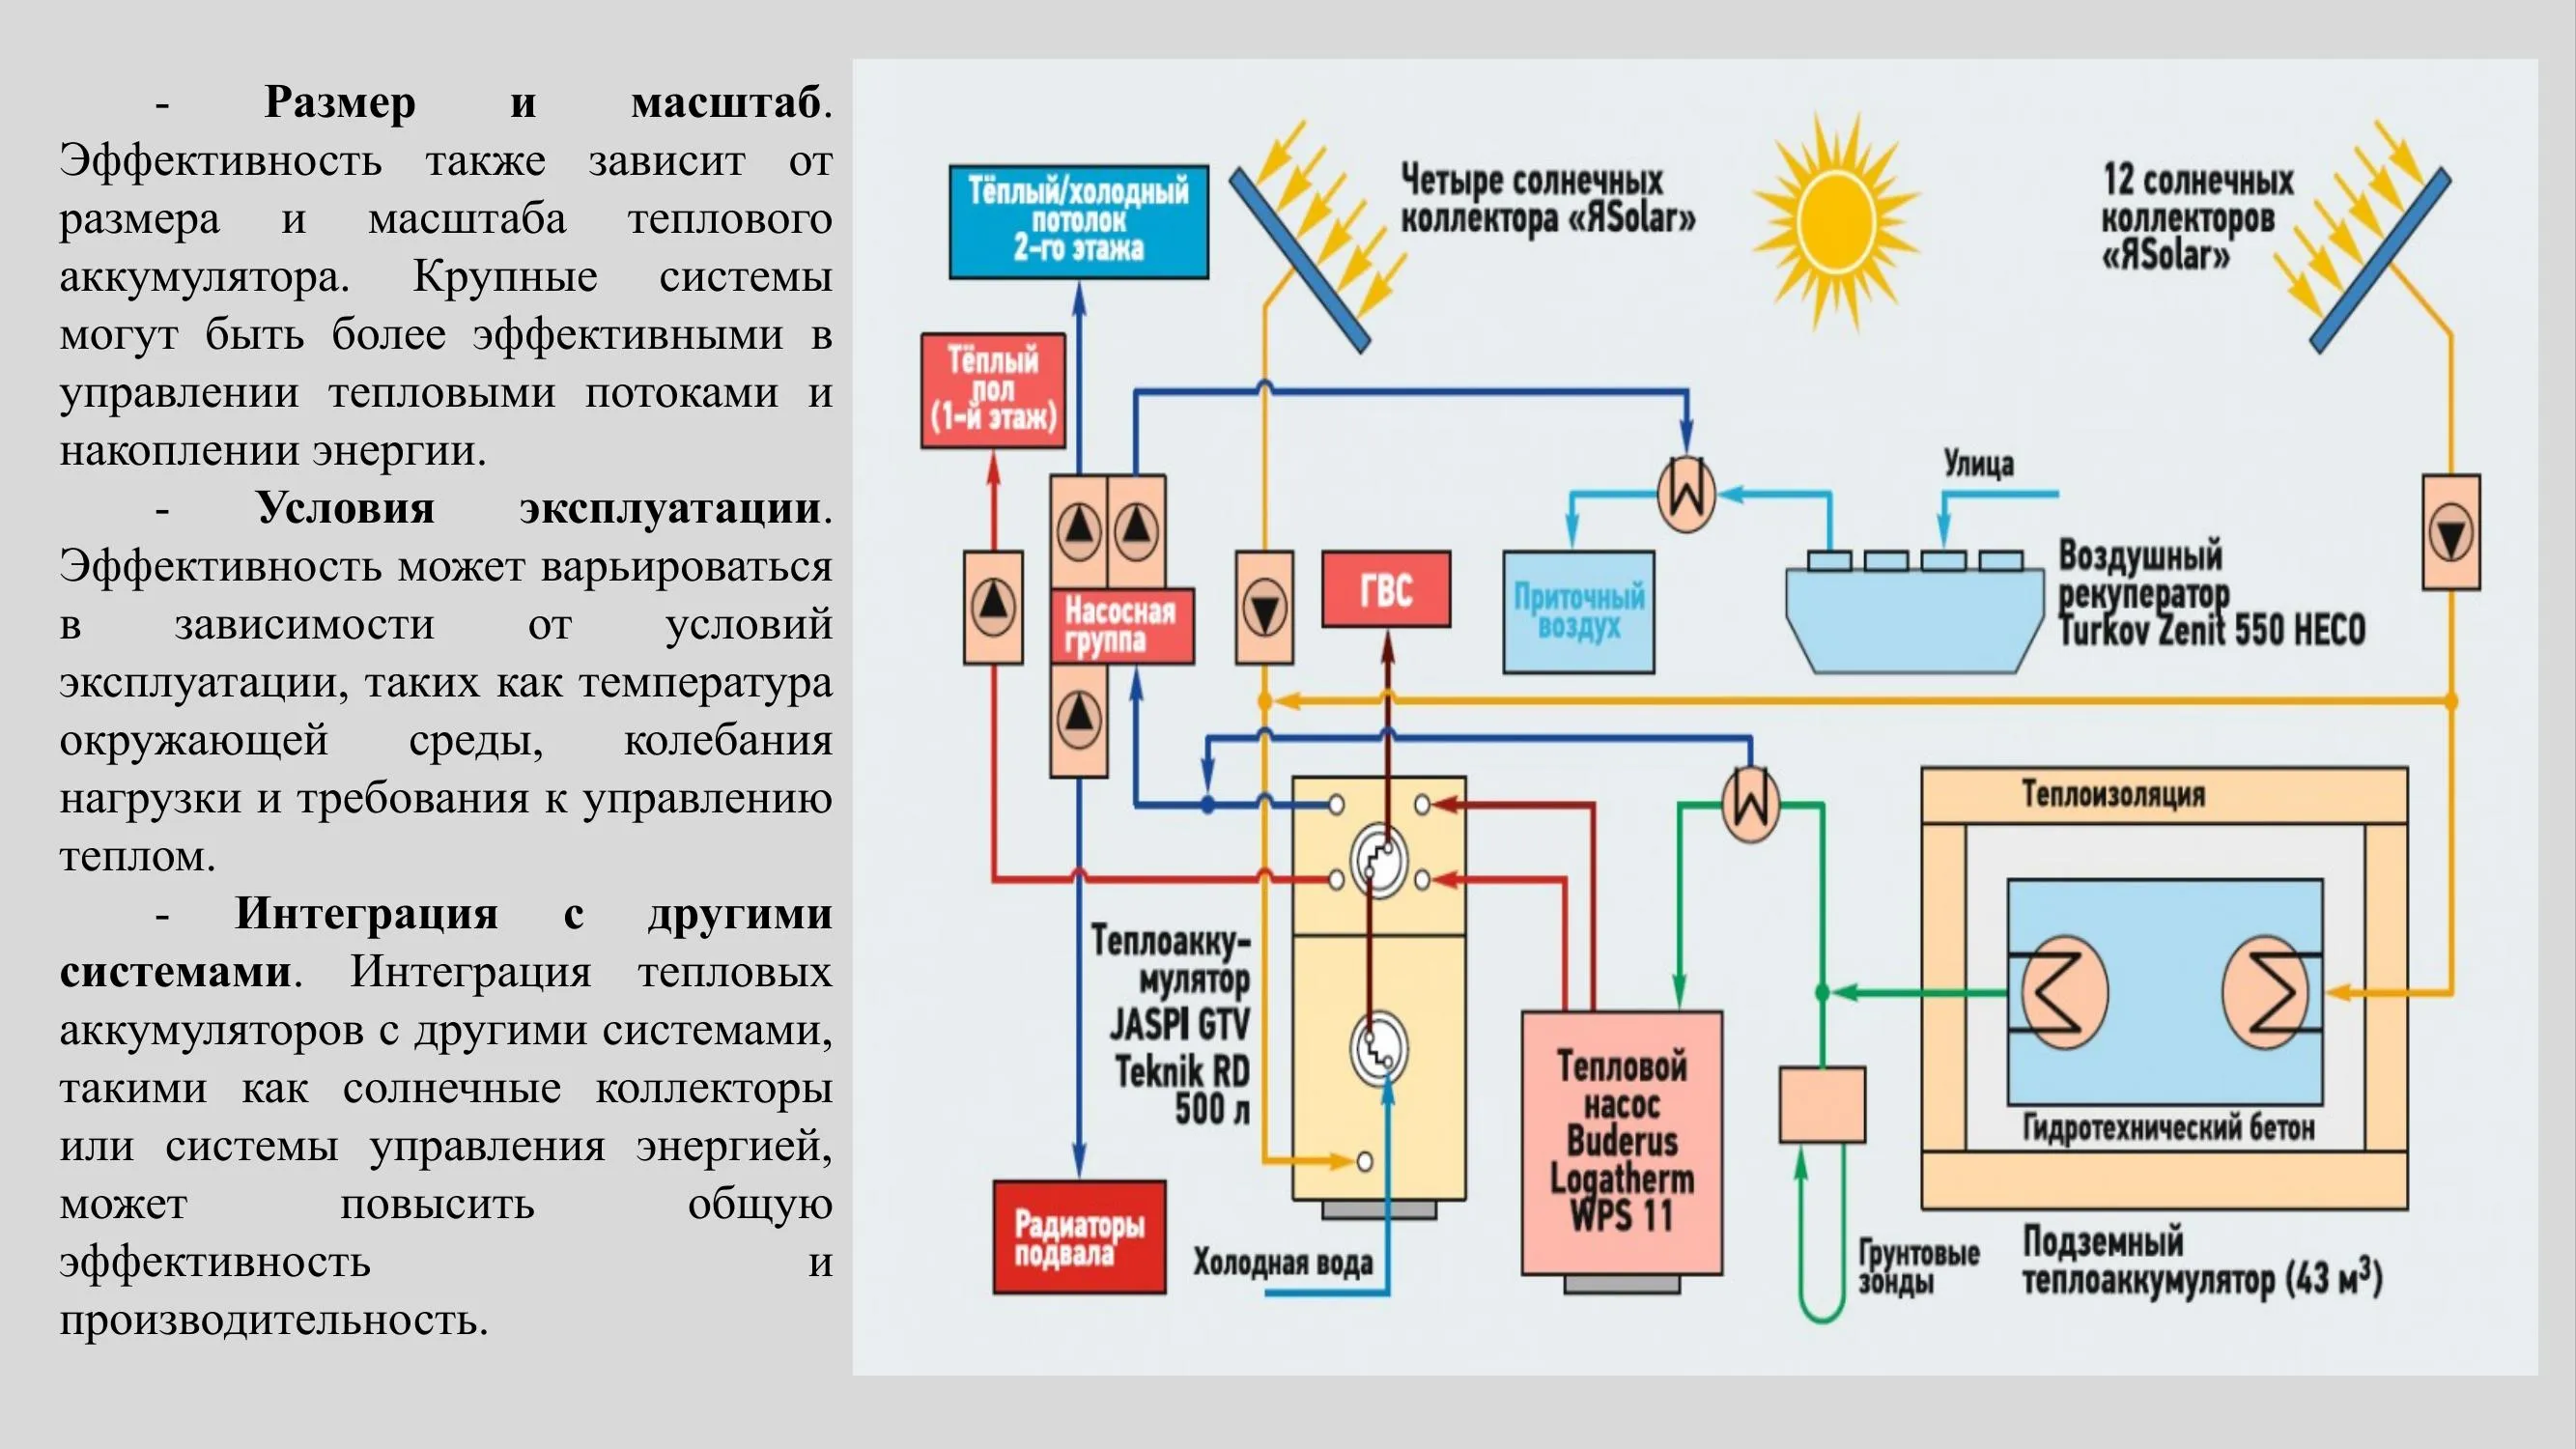 - Размер и масштаб.
Эффективность также зависит от
размера и масштаба теплового
аккумулятора. Крупные системы
могут быть более эффективными в
управлении тепловыми потоками и
накоплении энергии.
- Условия эксплуатации.
Эффективность может варьироваться
в зависимости от условий
эксплуатации, таких как температура
окружающей среды, колебания
нагрузки и требования к управлению
теплом.
- Интеграция с другими
системами. Интеграция тепловых
аккумуляторов с другими системами,
такими как солнечные коллекторы
или системы управления энергией,
может повысить общую
эффективность и
производительность.
Тёплый/холодный
потолок
2-го этажа
Четыре солнечных
коллектора «ЯSolar»
12 солнечных
коллекторов
«ЯSolar»
Тёплый
пол
(1-й этаж)
Улица
Насосная
группа
ГВС
Приточный
воздух
Воздушный
рекуператор
Turkov Zenit 550 HECO
Теплоизоляция
Теплоакку-
мулятор
JASPI GTV
Teknik RD
500 л
Тепловой
насос
Buderus
Logatherm
WPS 11
Гидротехнический бетон
Радиаторы
подвала
Холодная вода
Грунтовые
зонды
Подземный
теплоаккумулятор (43 м³)